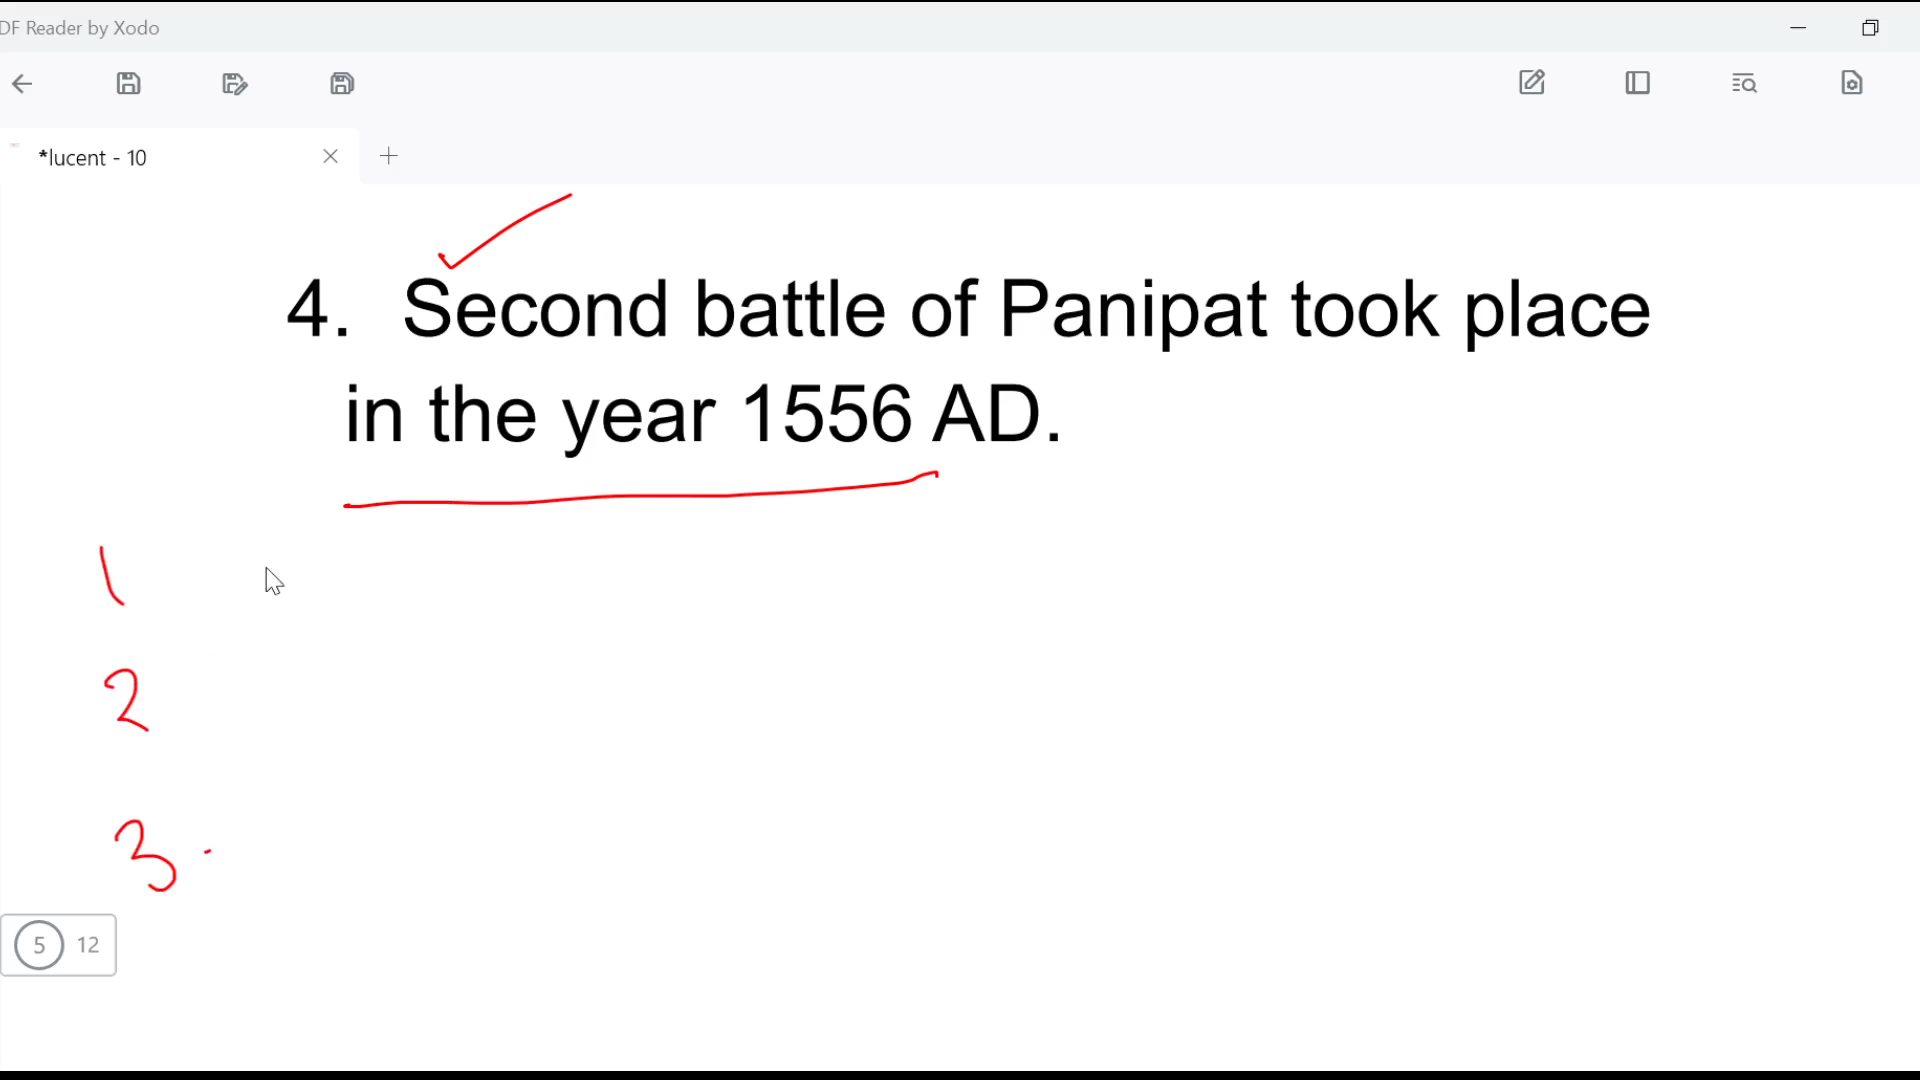 DF Reader by Xodo
*lucent - 10
4. Second battle of Panipat took place
in the year 1556 AD.
1
2
3 .
5 12